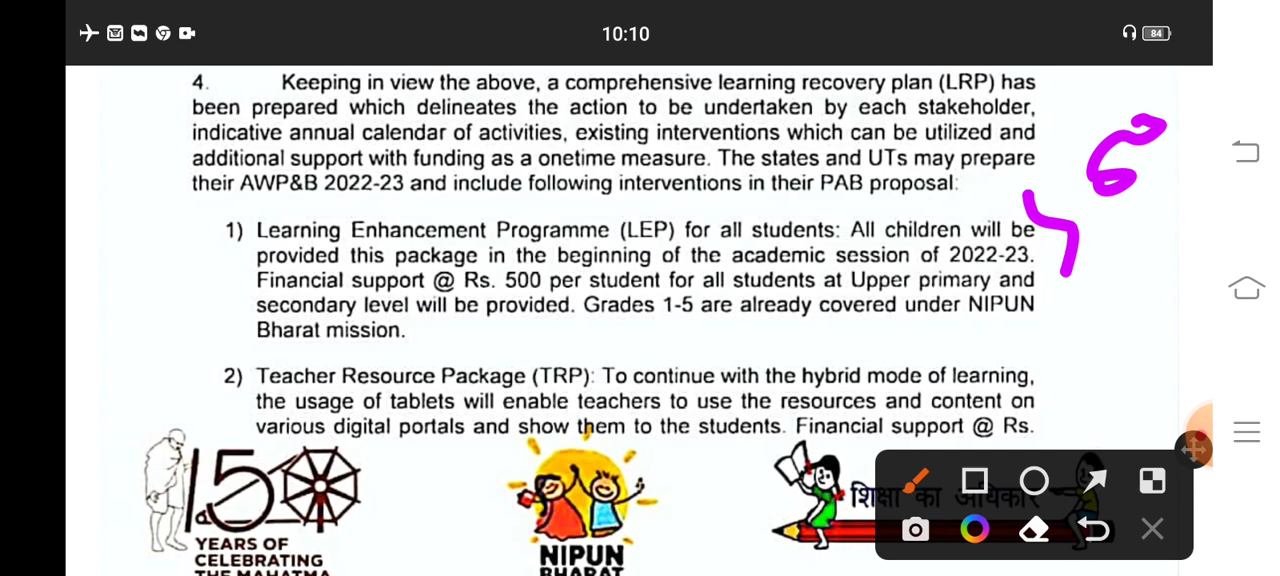 10:10
84
4. Keeping in view the above, a comprehensive learning recovery plan (LRP) has
been prepared which delineates the action to be undertaken by each stakeholder,
indicative annual calendar of activities, existing interventions which can be utilized and
additional support with funding as a onetime measure. The states and UTs may prepare
their AWP&B 2022-23 and include following interventions in their PAB proposal:
1) Learning Enhancement Programme (LEP) for all students: All children will be
provided this package in the beginning of the academic session of 2022-23.
Financial support @ Rs. 500 per student for all students at Upper primary and
secondary level will be provided. Grades 1-5 are already covered under NIPUN
Bharat mission.
2) Teacher Resource Package (TRP): To continue with the hybrid mode of learning,
the usage of tablets will enable teachers to use the resources and content on
various digital portals and show them to the students. Financial support @ Rs.
150
YEARS OF
CELEBRATING
THE MAHATMA
NIPUN
BHARAT
शिक्षा का अधिकार